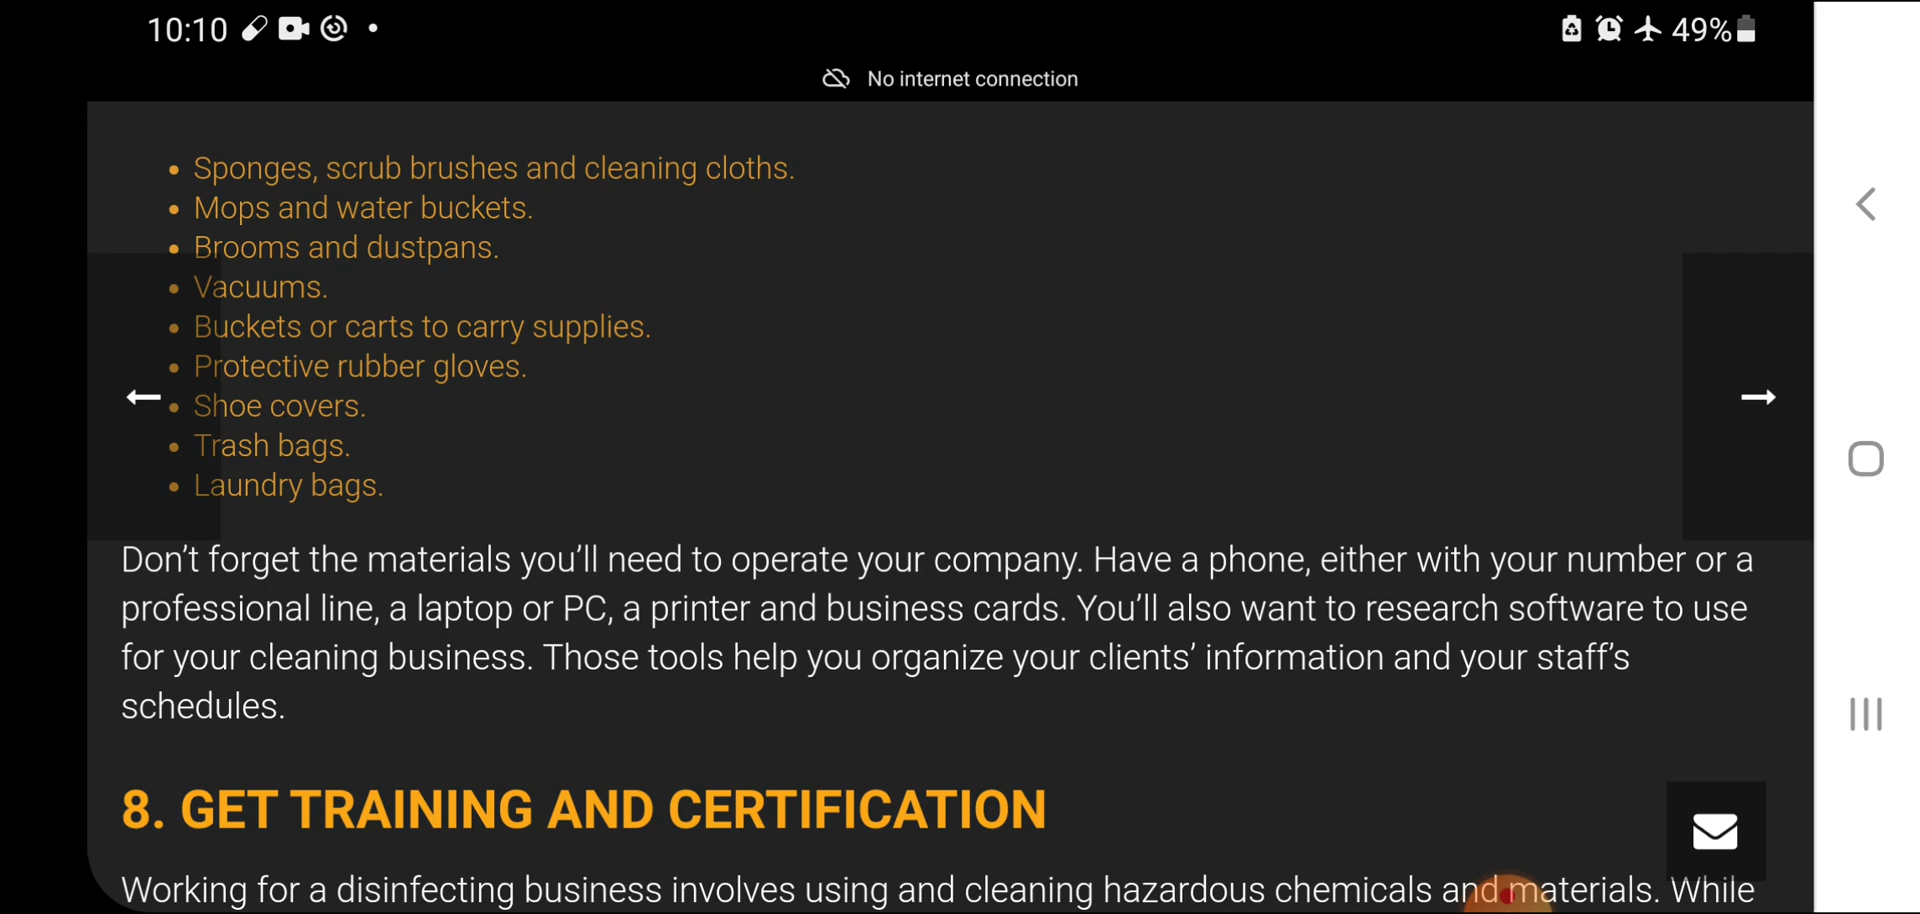 10:10
49%
No internet connection
• Sponges, scrub brushes and cleaning cloths.
• Mops and water buckets.
• Brooms and dustpans.
• Vacuums.
• Buckets or carts to carry supplies.
• Protective rubber gloves.
• Shoe covers.
• Trash bags.
• Laundry bags.
Don’t forget the materials you’ll need to operate your company. Have a phone, either with your number or a
professional line, a laptop or PC, a printer and business cards. You’ll also want to research software to use
for your cleaning business. Those tools help you organize your clients’ information and your staff’s
schedules.
8. GET TRAINING AND CERTIFICATION
Working for a disinfecting business involves using and cleaning hazardous chemicals and materials. While